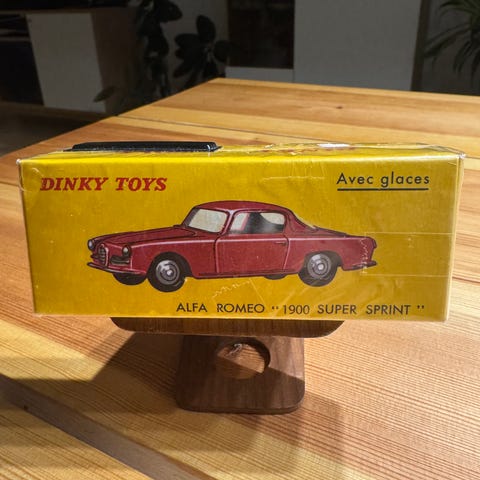 DINKY TOYS
Avec glaces
ALFA ROMEO "1900 SUPER SPRINT"